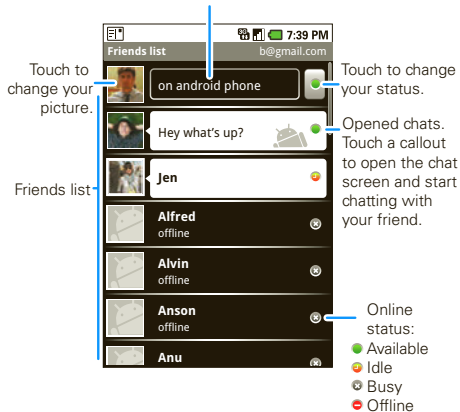 7:39 PM
Friends list
b@gmail.com
Touch to
change your
picture.
on android phone
Touch to change
your status.
Hey what's up?
Opened chats.
Touch a callout
to open the chat
screen and start
chatting with
your friend.
Friends list
Jen
Alfred
offline
Alvin
offline
Anson
offline
Anu
Online
status:
Available
Idle
Busy
Offline